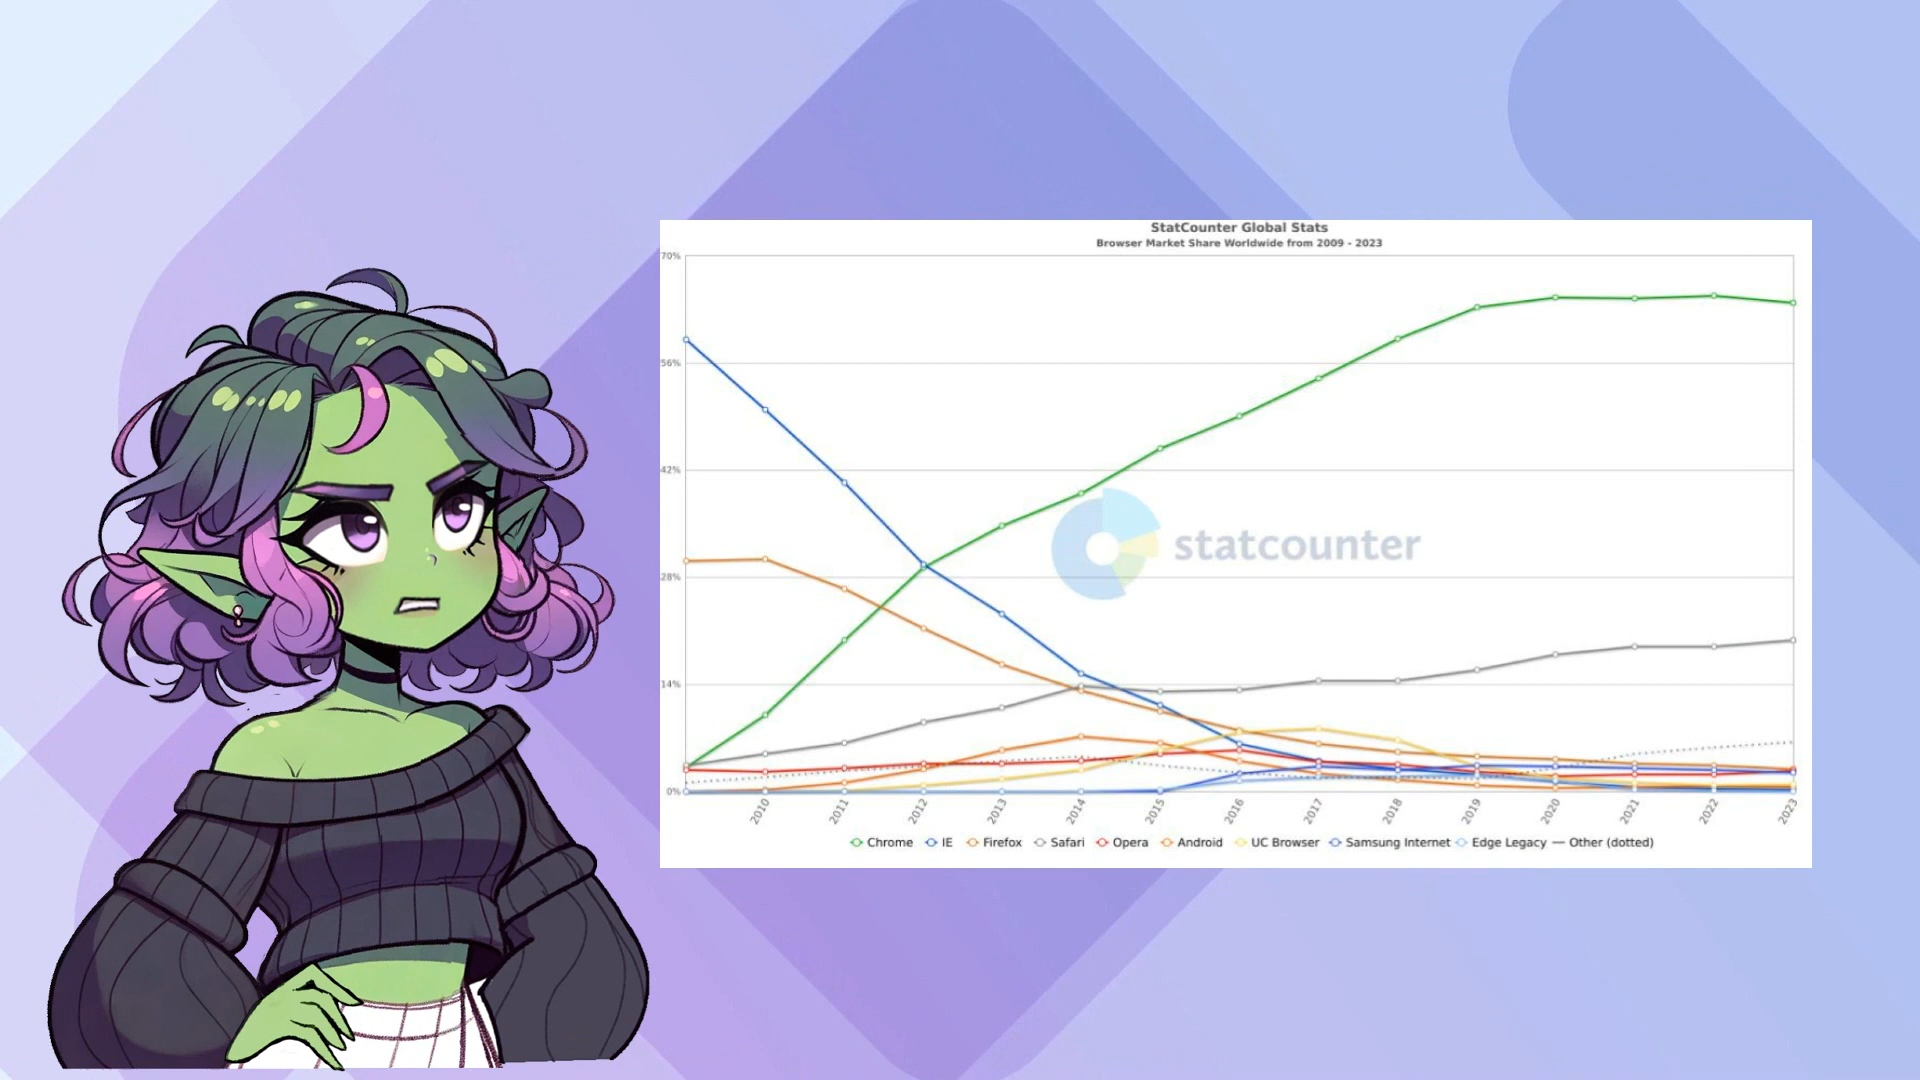 StatCounter Global Stats
Browser Market Share Worldwide from 2009 - 2023
70%
56%
42%
28%
14%
0%
statcounter
2010 2011 2012 2013 2014 2015 2016 2017 2018 2019 2020 2021 2022 2023
Chrome IE Firefox Safari Opera Android UC Browser Samsung Internet Edge Legacy Other (dotted)